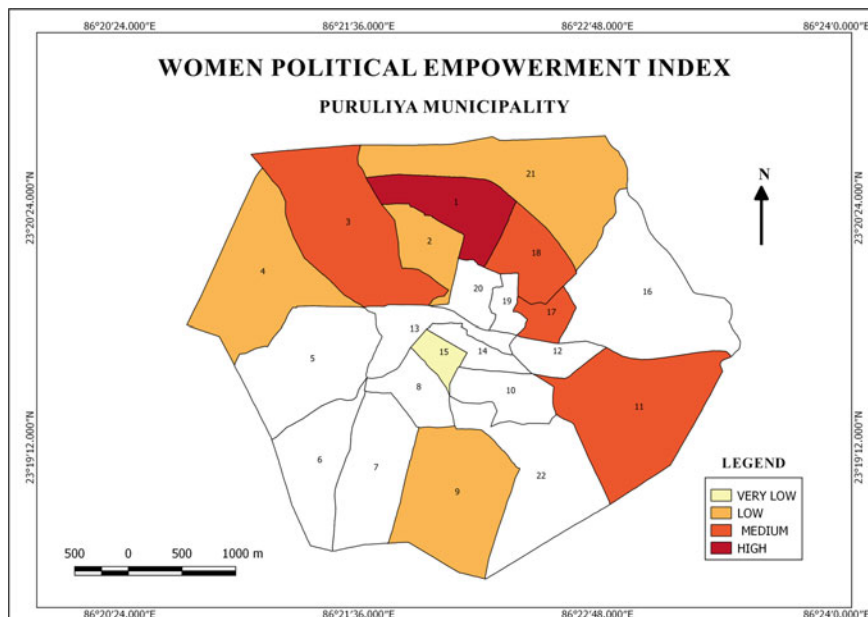 86°20'24.000"E 86°21'36.000"E 86°22'48.000"E 86°24'0.000"E
WOMEN POLITICAL EMPOWERMENT INDEX
PURULIYA MUNICIPALITY
23°20'24.000"N
23°20'24.000"N
N
21
1
3
2
18
4
20
19
16
17
13
15
14
12
5
8
10
11
6
7
9
22
23°19'12.000"N
23°19'12.000"N
LEGEND
VERY LOW
LOW
MEDIUM
HIGH
500 0 500 1000 m
86°20'24.000"E 86°21'36.000"E 86°22'48.000"E 86°24'0.000"E